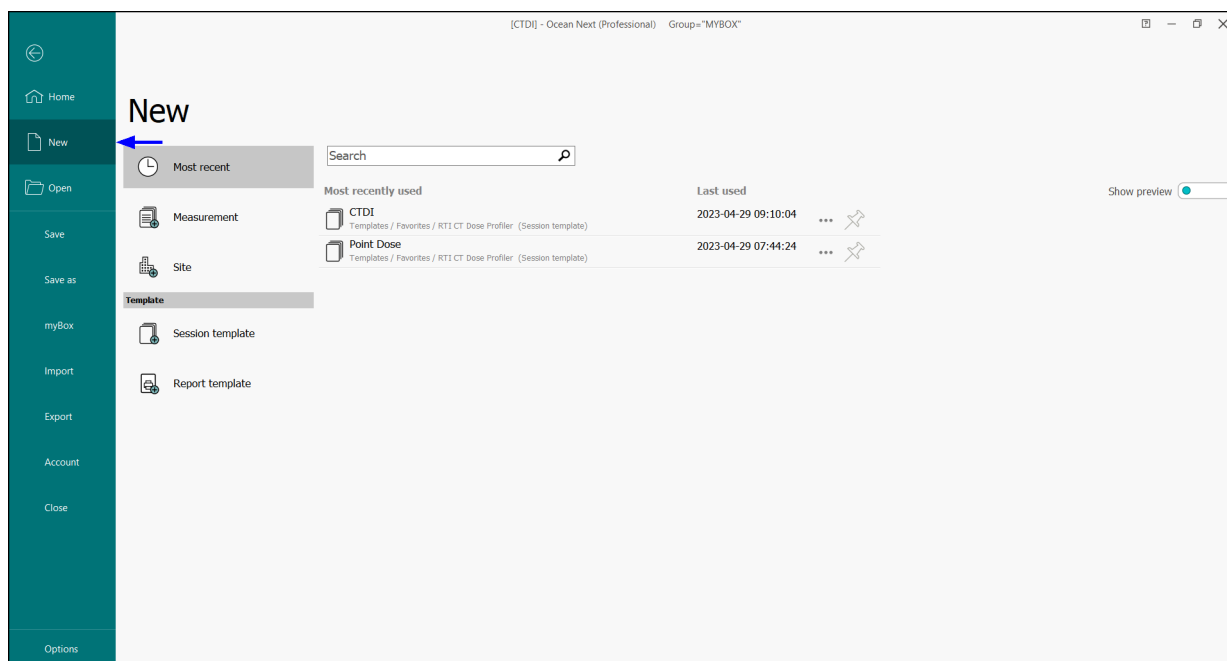 [CTDI] - Ocean Next (Professional) Group="MYBOX"
Home
New
Open
Save
Save as
myBox
Import
Export
Account
Close
Options
New
Most recent
Measurement
Site
Template
Session template
Report template
Search
Most recently used Last used Show preview
CTDI 2023-04-29 09:10:04
Templates / Favorites / RTI CT Dose Profiler (Session template)
Point Dose 2023-04-29 07:44:24
Templates / Favorites / RTI CT Dose Profiler (Session template)